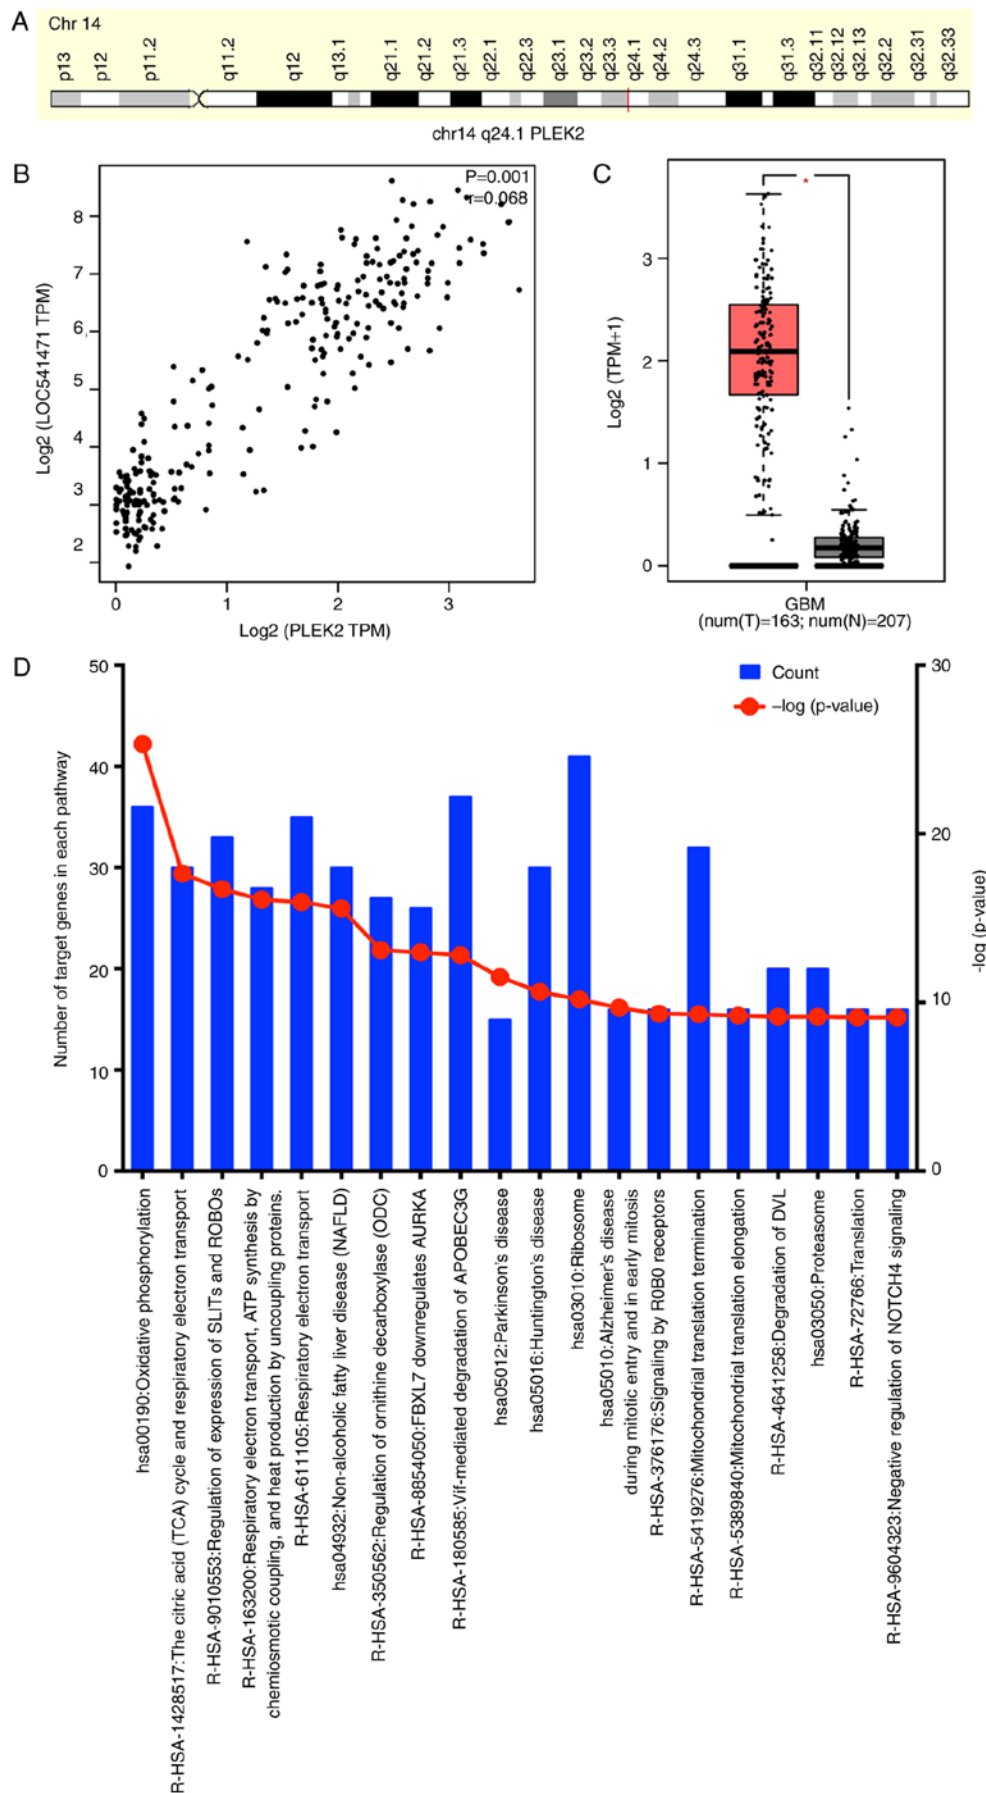 A
Chr 14
p13
p12
p11.2
q11.2
q12
q13.1
q21.1
q21.2
q21.3
q22.1
q22.3
q23.1
q23.2
q23.3
q24.1
q24.2
q24.3
q31.1
q31.3
q32.11
q32.12
q32.13
q32.2
q32.31
q32.33
chr14 q24.1 PLEK2
B
P=0.001
r=0.068
Log2 (LOC541471 TPM)
8
7
6
5
4
3
2
0
1
2
3
Log2 (PLEK2 TPM)
C
*
Log2 (TPM+1)
3
2
1
0
GBM
(num(T)=163; num(N)=207)
D
Count
–log (p-value)
Number of target genes in each pathway
50
40
30
20
10
0
30
20
10
0
-log (p-value)
hsa00190:Oxidative phosphorylation
R-HSA-1428517:The citric acid (TCA) cycle and respiratory electron transport
R-HSA-9010553:Regulation of expression of SLITs and ROBOs
R-HSA-163200:Respiratory electron transport, ATP synthesis by
chemiosmotic coupling, and heat production by uncoupling proteins.
R-HSA-611105:Respiratory electron transport
hsa04932:Non-alcoholic fatty liver disease (NAFLD)
R-HSA-350562:Regulation of ornithine decarboxylase (ODC)
R-HSA-8854050:FBXL7 downregulates AURKA
R-HSA-180585:Vif-mediated degradation of APOBEC3G
hsa05012:Parkinson's disease
hsa05016:Huntington's disease
hsa03010:Ribosome
hsa05010:Alzheimer's disease
during mitotic entry and in early mitosis
R-HSA-376176:Signaling by R0B0 receptors
R-HSA-5419276:Mitochondrial translation termination
R-HSA-5389840:Mitochondrial translation elongation
R-HSA-4641258:Degradation of DVL
hsa03050:Proteasome
R-HSA-72766:Translation
R-HSA-9604323:Negative regulation of NOTCH4 signaling